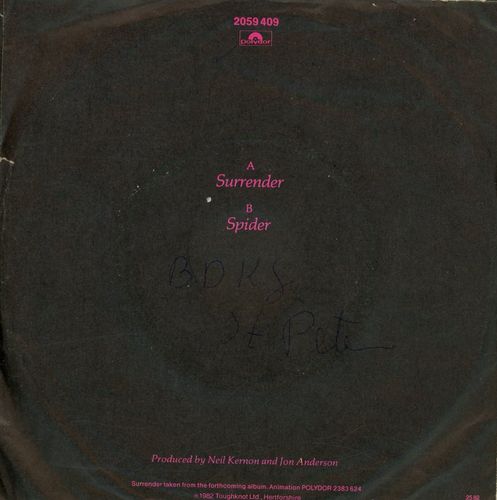 2059 409
Polydor
A
Surrender
B
Spider
BDKS
St Peter
Produced by Neil Kernon and Jon Anderson
Surrender taken from the forthcoming album, Animation POLYDOR 2383 624
℗1982 Toughknot Ltd., Hertforshire